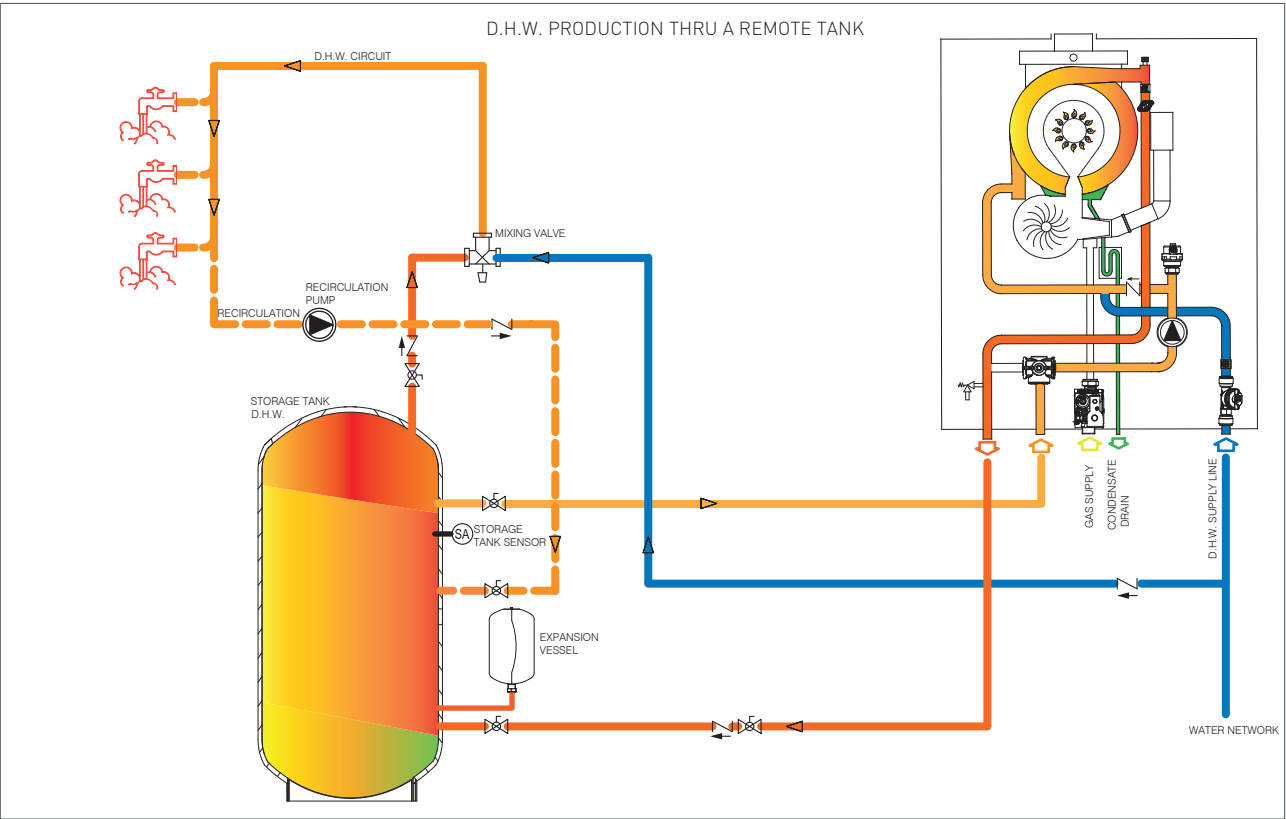 D.H.W. PRODUCTION THRU A REMOTE TANK
D.H.W. CIRCUIT
MIXING VALVE
RECIRCULATION
PUMP
RECIRCULATION
STORAGE TANK
D.H.W.
SA
STORAGE
TANK SENSOR
EXPANSION
VESSEL
GAS SUPPLY
CONDENSATE
DRAIN
D.H.W. SUPPLY LINE
WATER NETWORK